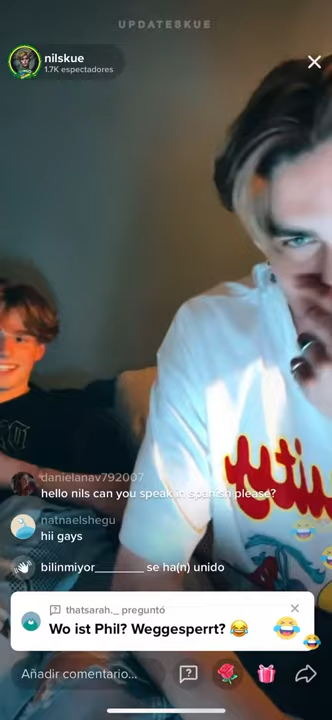 UPDATESKUE
nilskue
1.7K espectadores
danielanav792007
hello nils can you speak in spanish please?
natnaelshegu
hii gays
bilinmiyor_______ se ha(n) unido
thatsarah._ preguntó
Wo ist Phil? Weggesperrt? 😂
Añadir comentario...